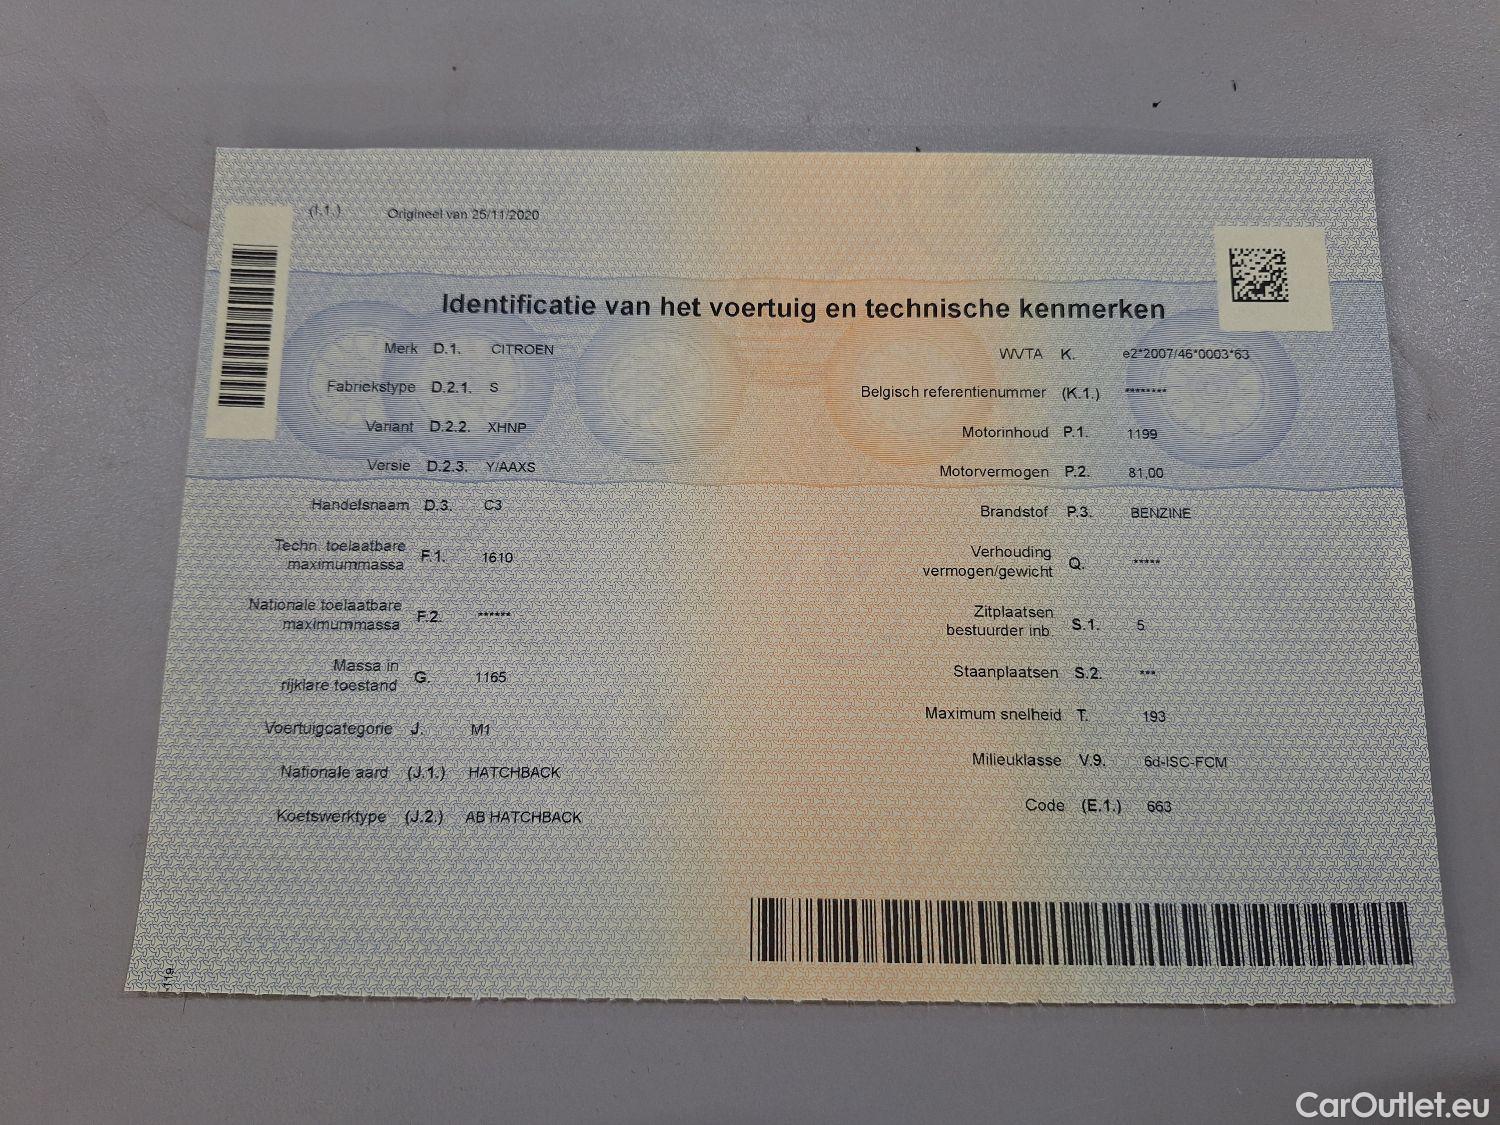 (I.1.) Origineel van 25/11/2020
Identificatie van het voertuig en technische kenmerken
Merk D.1. CITROEN
Fabriekstype D.2.1. S
Variant D.2.2. XHNP
Versie D.2.3. Y/AAXS
Handelsnaam D.3. C3
Techn. toelaatbare
maximummassa F.1. 1610
Nationale toelaatbare
maximummassa F.2. ******
Massa in
rijklare toestand G. 1165
Voertuigcategorie J. M1
Nationale aard (J.1.) HATCHBACK
Koetswerktype (J.2.) AB HATCHBACK
WVTA K. e2*2007/46*0003*63
Belgisch referentienummer (K.1.) ********
Motorinhoud P.1. 1199
Motorvermogen P.2. 81,00
Brandstof P.3. BENZINE
Verhouding
vermogen/gewicht Q. *****
Zitplaatsen
bestuurder inb. S.1. 5
Staanplaatsen S.2. ***
Maximum snelheid T. 193
Milieuklasse V.9. 6d-ISC-FCM
Code (E.1.) 663
119
CarOutlet.eu